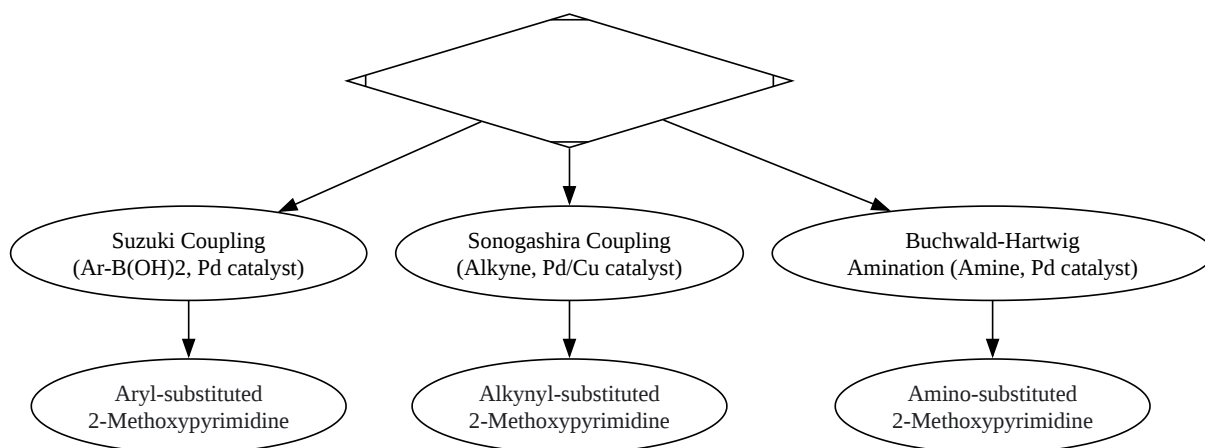 Suzuki Coupling
(Ar-B(OH)2, Pd catalyst)
Sonogashira Coupling
(Alkyne, Pd/Cu catalyst)
Buchwald-Hartwig
Amination (Amine, Pd catalyst)
Aryl-substituted
2-Methoxypyrimidine
Alkynyl-substituted
2-Methoxypyrimidine
Amino-substituted
2-Methoxypyrimidine